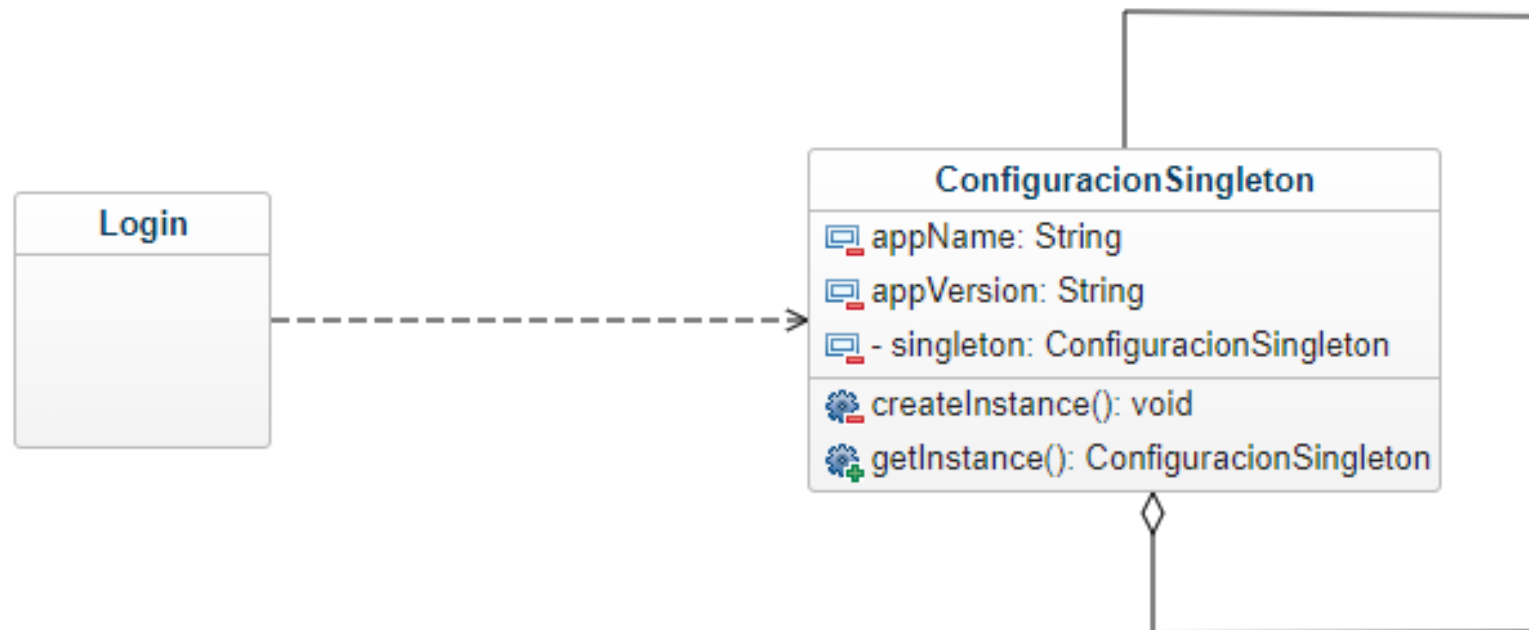 Login
ConfiguracionSingleton
appName: String
appVersion: String
- singleton: ConfiguracionSingleton
createInstance(): void
getInstance(): ConfiguracionSingleton